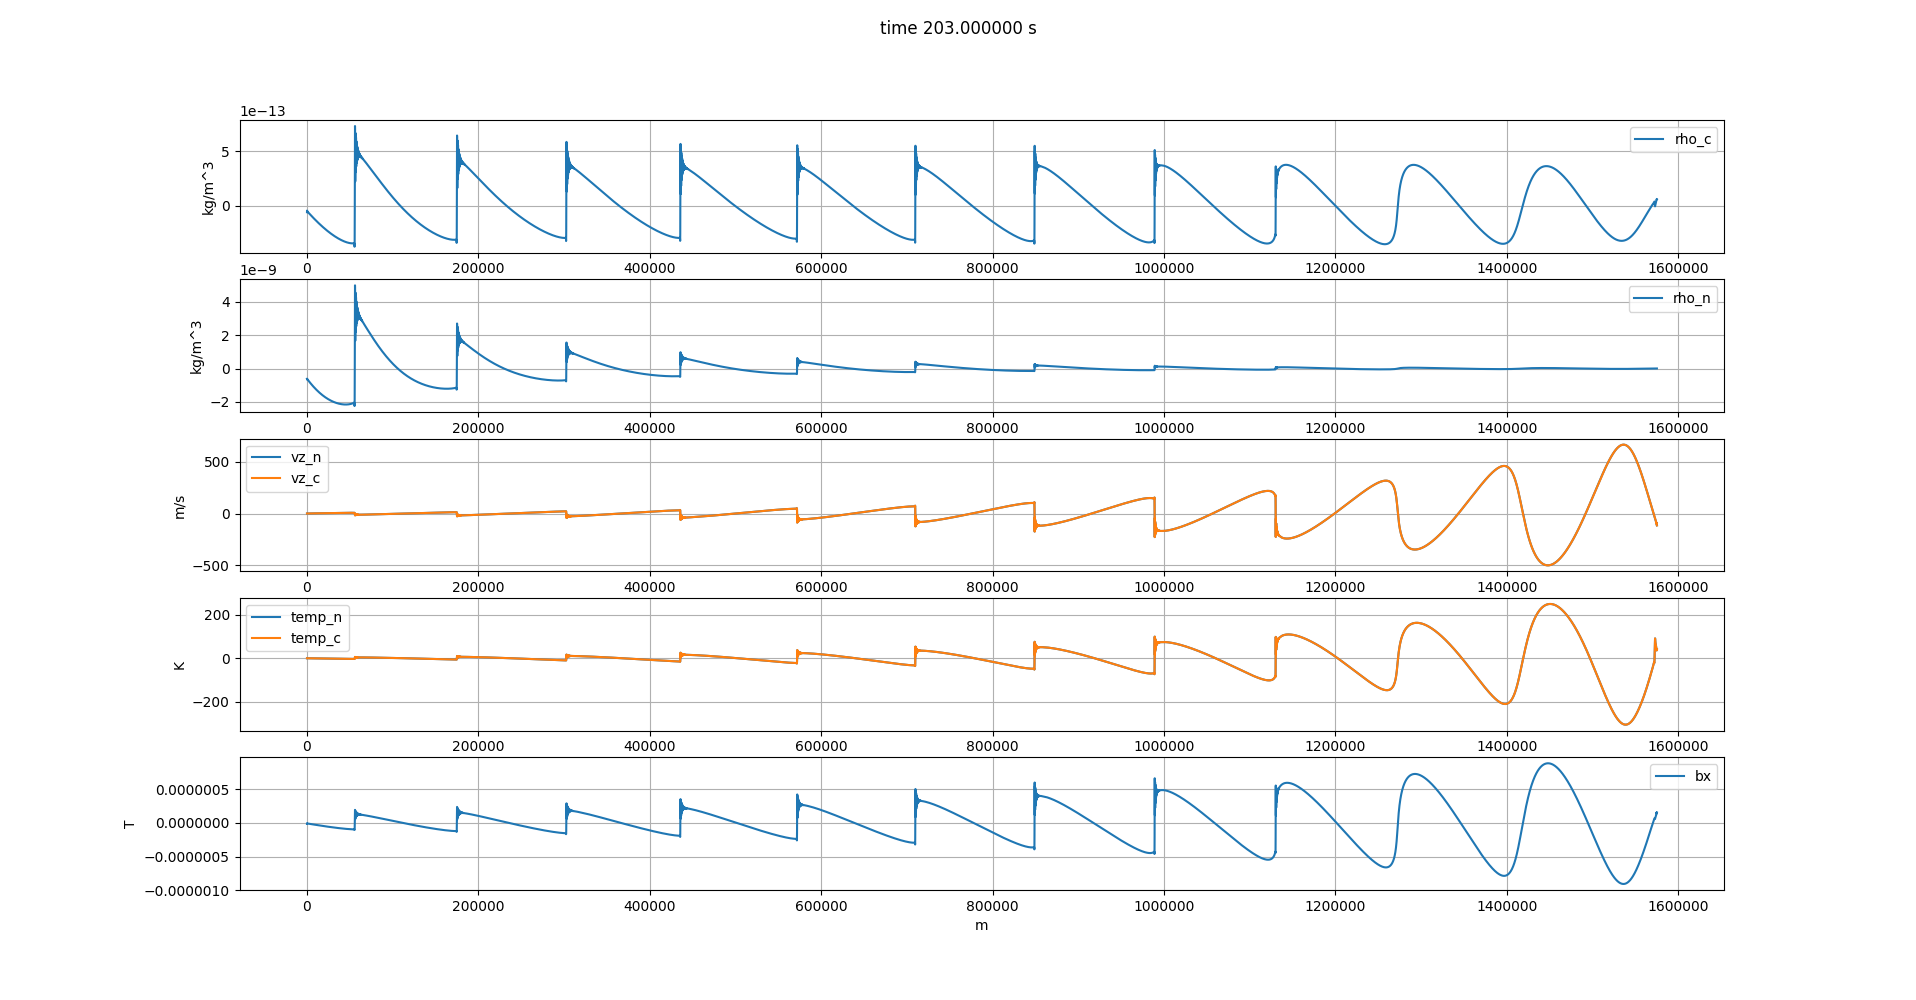 time 203.000000 s
1e−13
5
0
kg/m^3
rho_c
0 200000 400000 600000 800000 1000000 1200000 1400000 1600000
1e−9
4
2
0
−2
kg/m^3
rho_n
0 200000 400000 600000 800000 1000000 1200000 1400000 1600000
500
0
−500
m/s
vz_n
vz_c
0 200000 400000 600000 800000 1000000 1200000 1400000 1600000
200
0
−200
K
temp_n
temp_c
0 200000 400000 600000 800000 1000000 1200000 1400000 1600000
0.0000005
0.0000000
−0.0000005
−0.0000010
T
bx
0 200000 400000 600000 800000 1000000 1200000 1400000 1600000
m